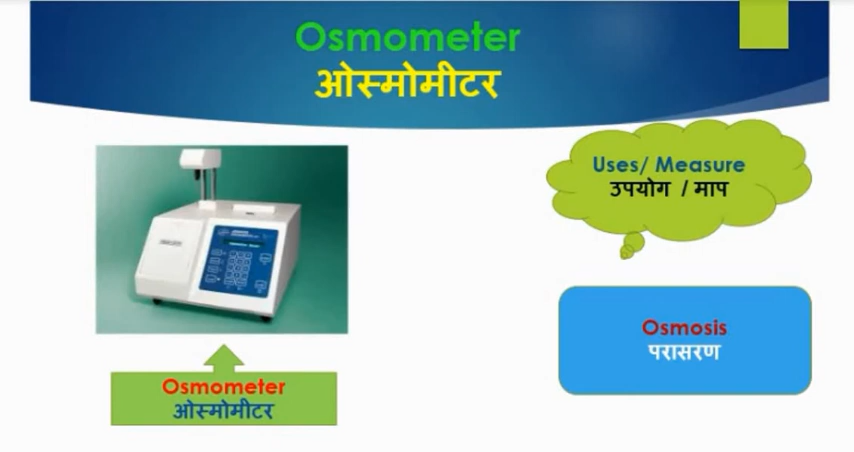 Osmometer
ओस्मोमीटर
Uses/ Measure
उपयोग / माप
Osmosis
परासरण
Osmometer
ओस्मोमीटर